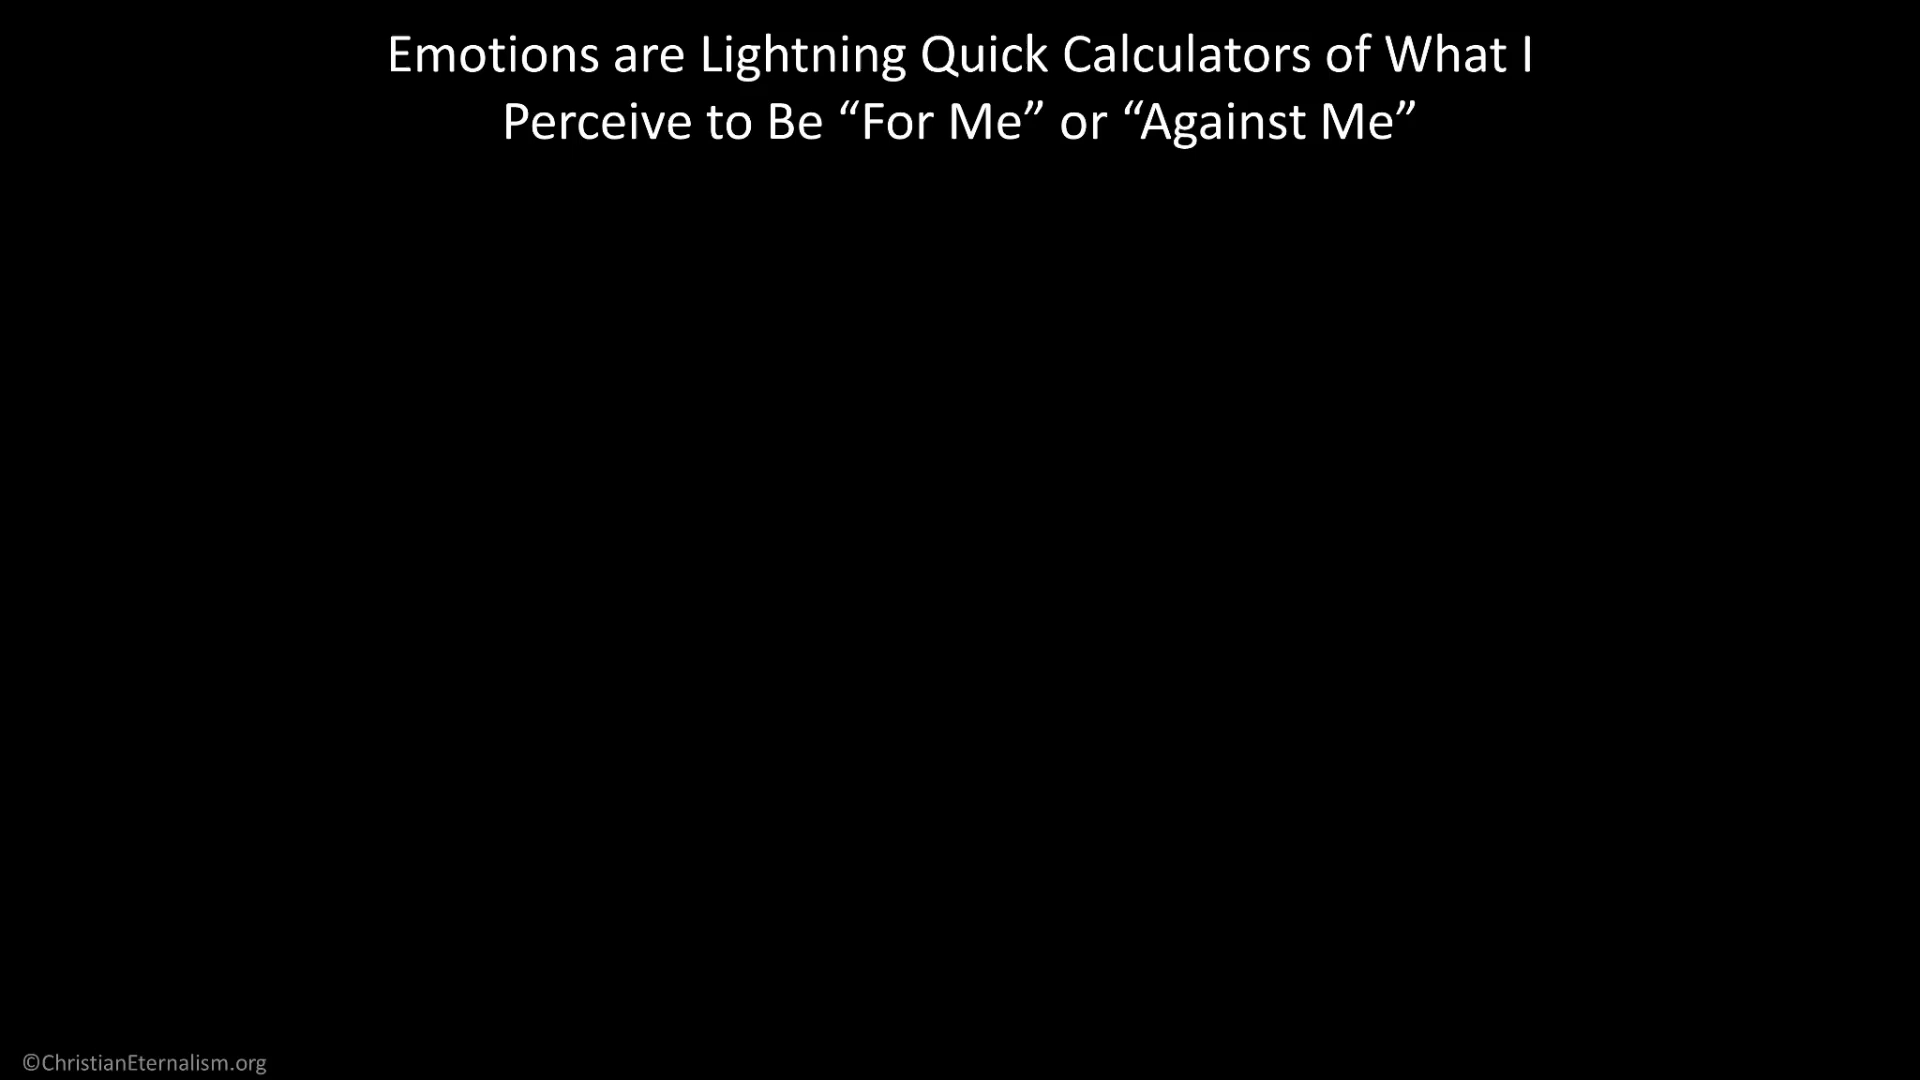 Emotions are Lightning Quick Calculators of What I
Perceive to Be “For Me” or “Against Me”
©ChristianEternalism.org